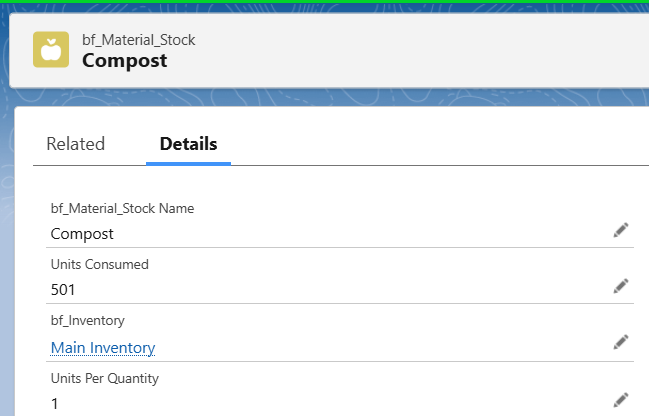 bf_Material_Stock
Compost
Related Details
bf_Material_Stock Name
Compost
Units Consumed
501
bf_Inventory
Main Inventory
Units Per Quantity
1